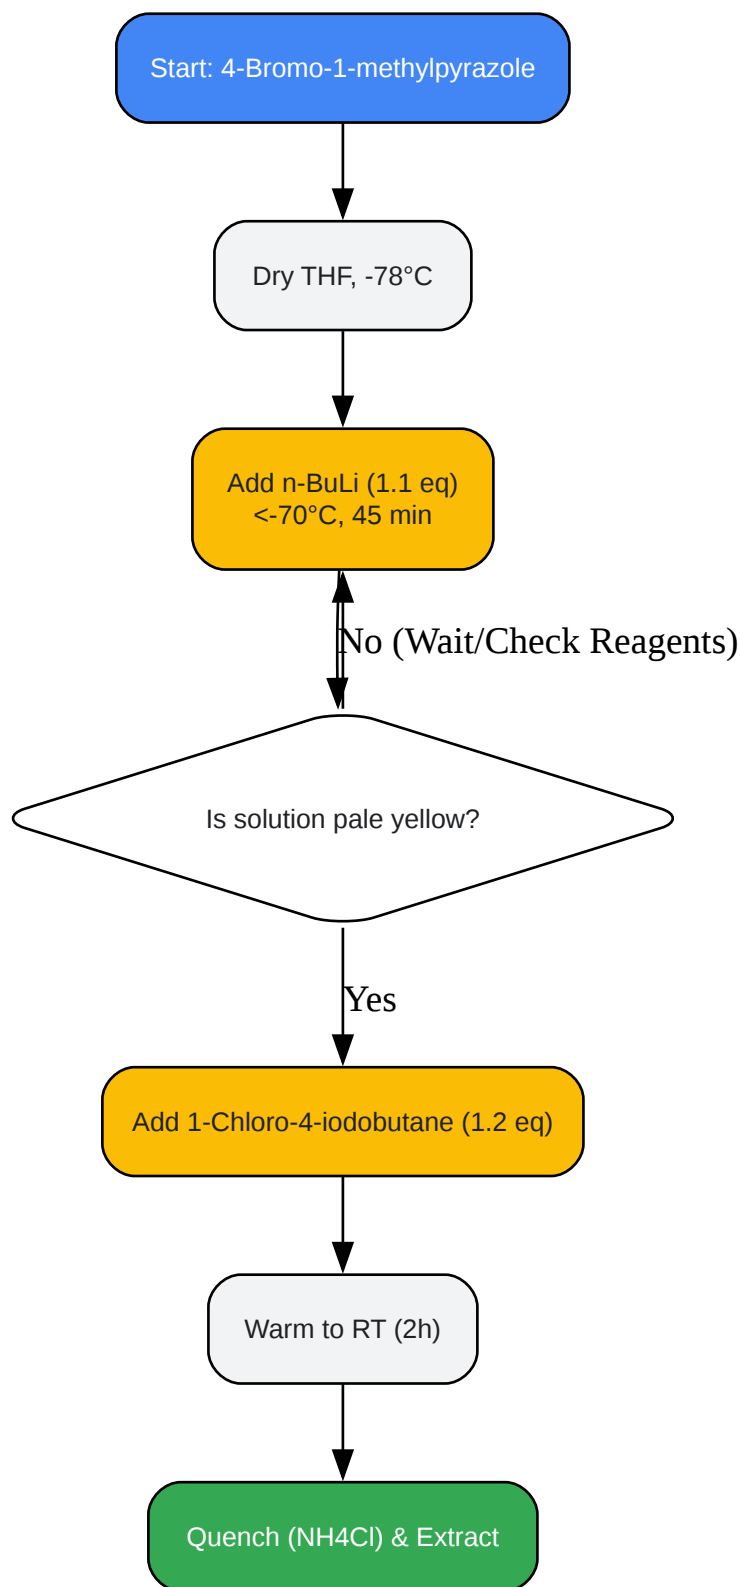 Start: 4-Bromo-1-methylpyrazole
Dry THF, -78°C
Add n-BuLi (1.1 eq)
<-70°C, 45 min
No (Wait/Check Reagents)
Is solution pale yellow?
Yes
Add 1-Chloro-4-iodobutane (1.2 eq)
Warm to RT (2h)
Quench (NH4Cl) & Extract